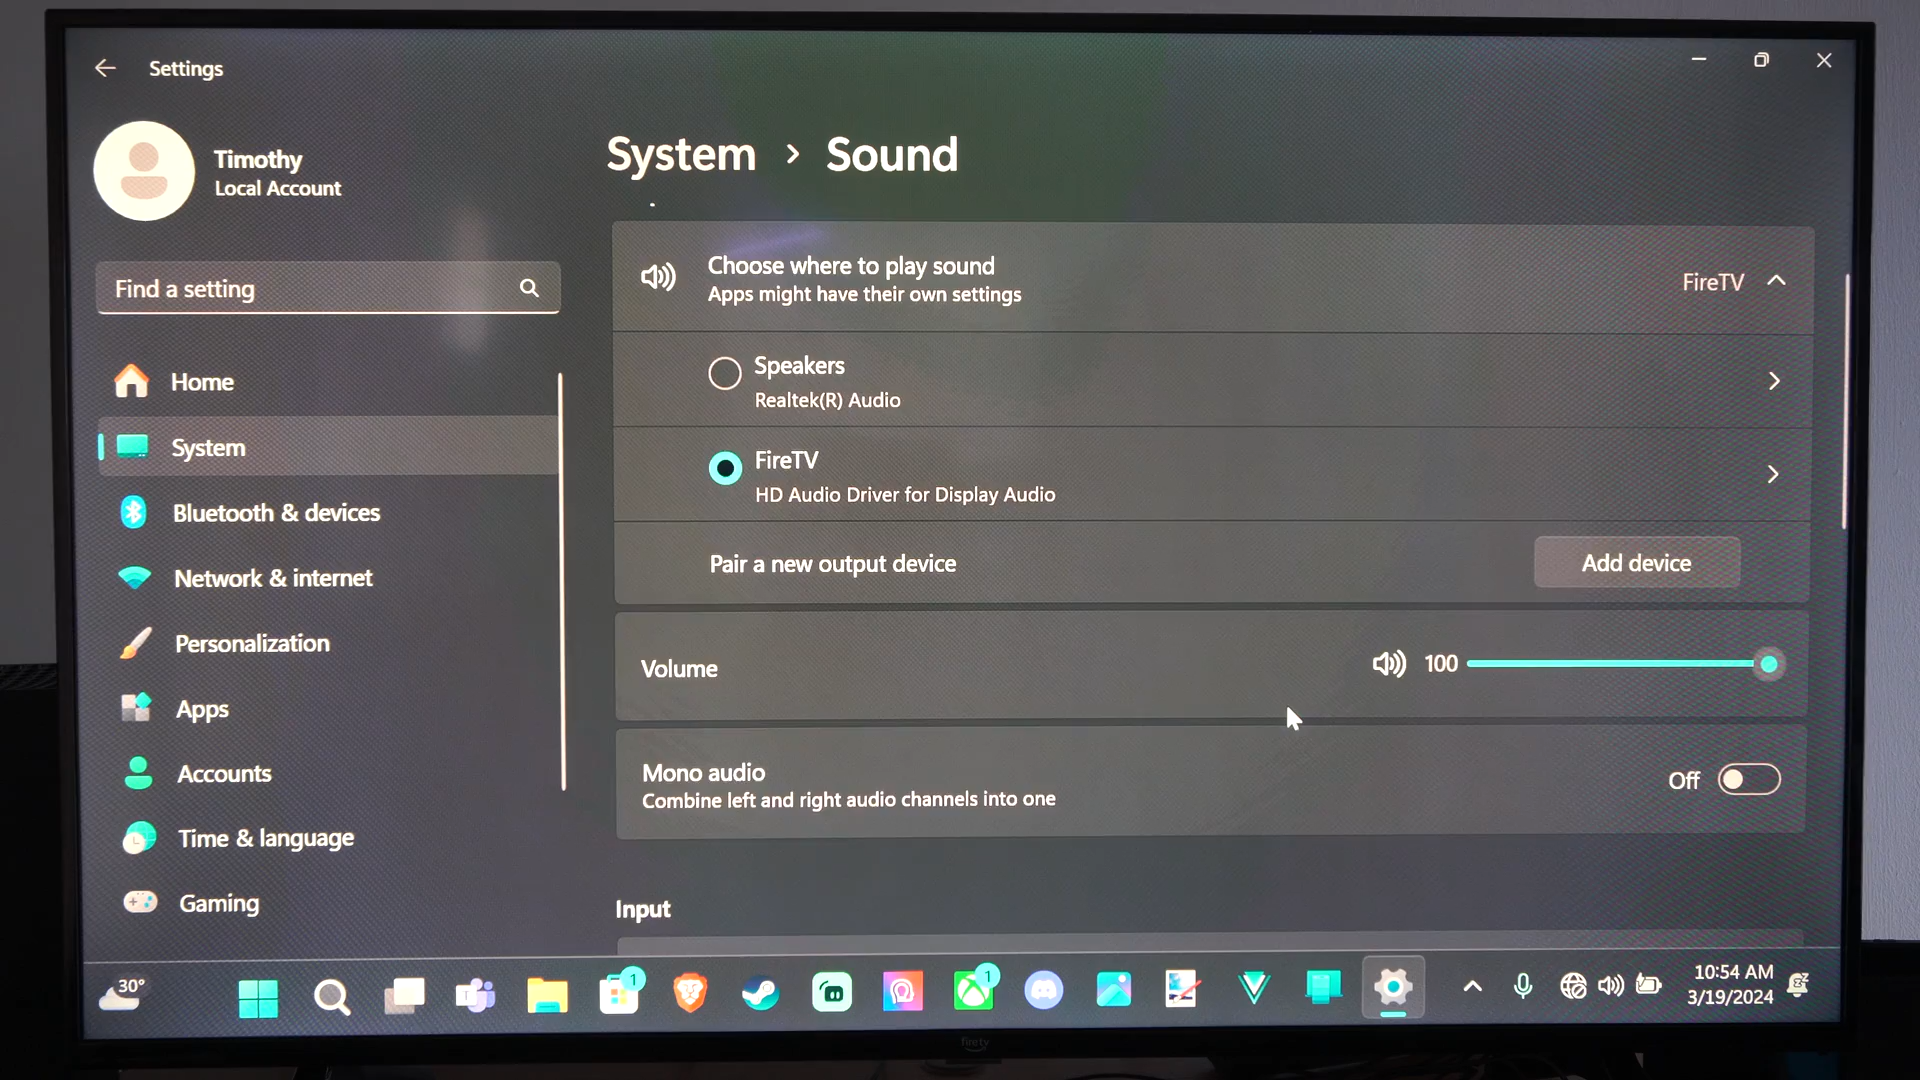 Settings
Timothy
Local Account
Find a setting
Home
System
Bluetooth & devices
Network & internet
Personalization
Apps
Accounts
Time & language
Gaming
System > Sound
Choose where to play sound
Apps might have their own settings
FireTV
Speakers
Realtek(R) Audio
FireTV
HD Audio Driver for Display Audio
Pair a new output device
Add device
Volume
100
Mono audio
Combine left and right audio channels into one
Off
Input
30°
1
1
10:54 AM
3/19/2024
firetv